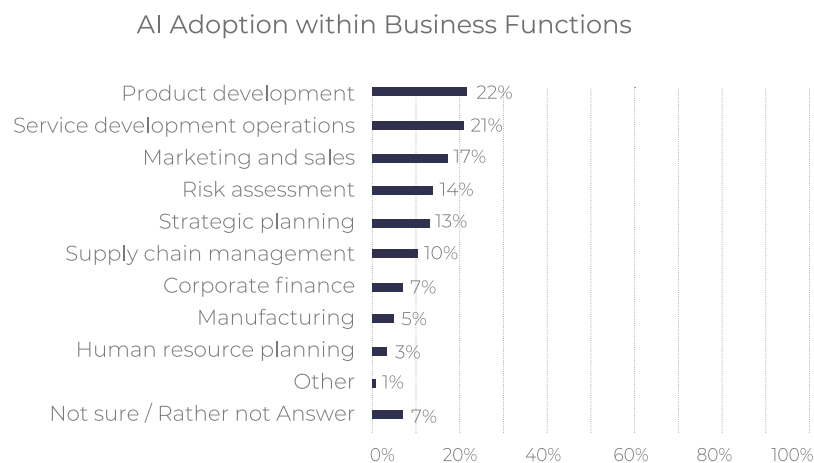 AI Adoption within Business Functions
Product development 22%
Service development operations 21%
Marketing and sales 17%
Risk assessment 14%
Strategic planning 13%
Supply chain management 10%
Corporate finance 7%
Manufacturing 5%
Human resource planning 3%
Other 1%
Not sure / Rather not Answer 7%
0% 20% 40% 60% 80% 100%